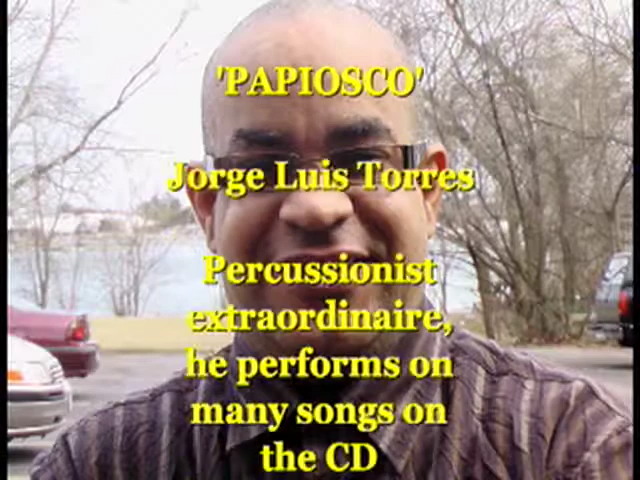 'PAPIOSCO'
Jorge Luis Torres
Percussionist
extraordinaire,
he performs on
many songs on
the CD